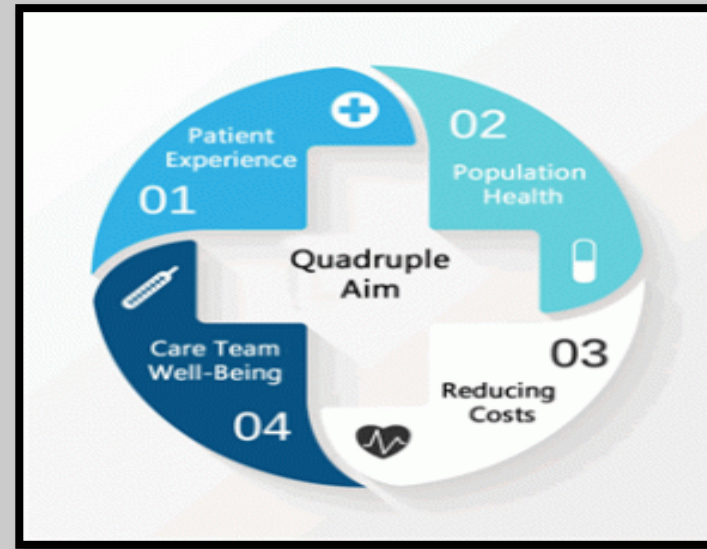 Patient
Experience
01
02
Population
Health
Quadruple
Aim
03
Reducing
Costs
Care Team
Well-Being
04